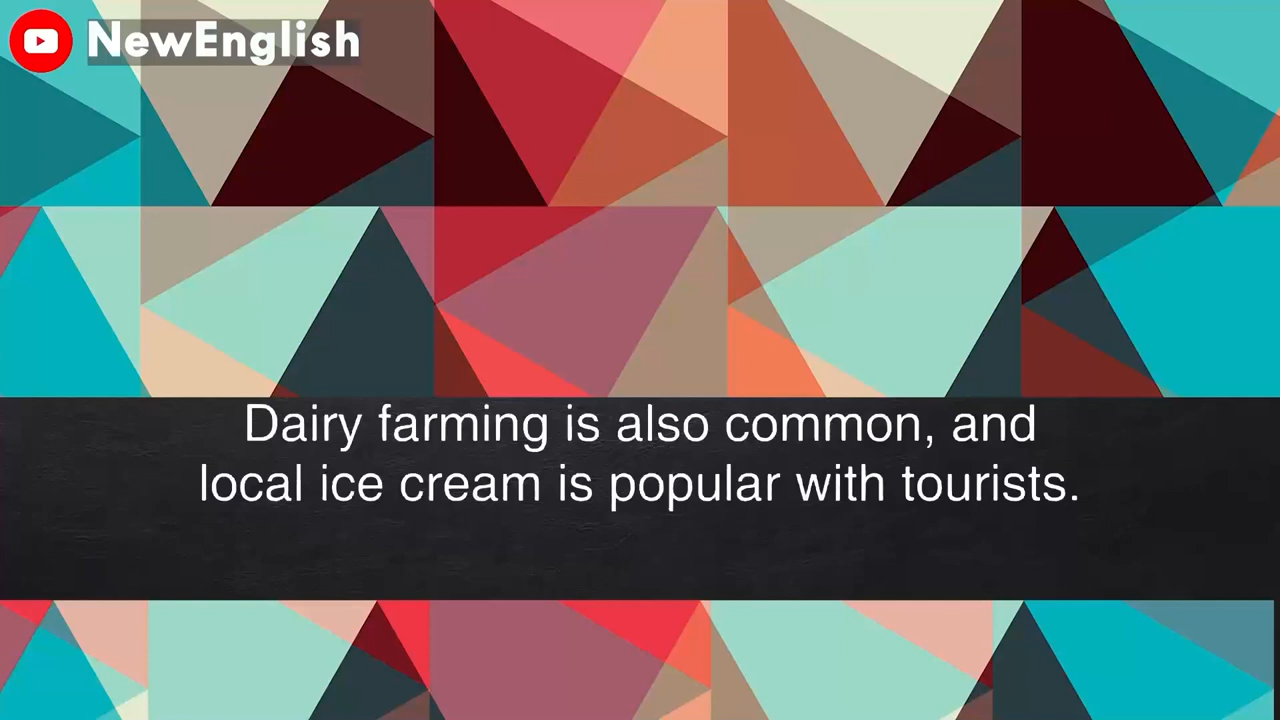 NewEnglish
Dairy farming is also common, and
local ice cream is popular with tourists.